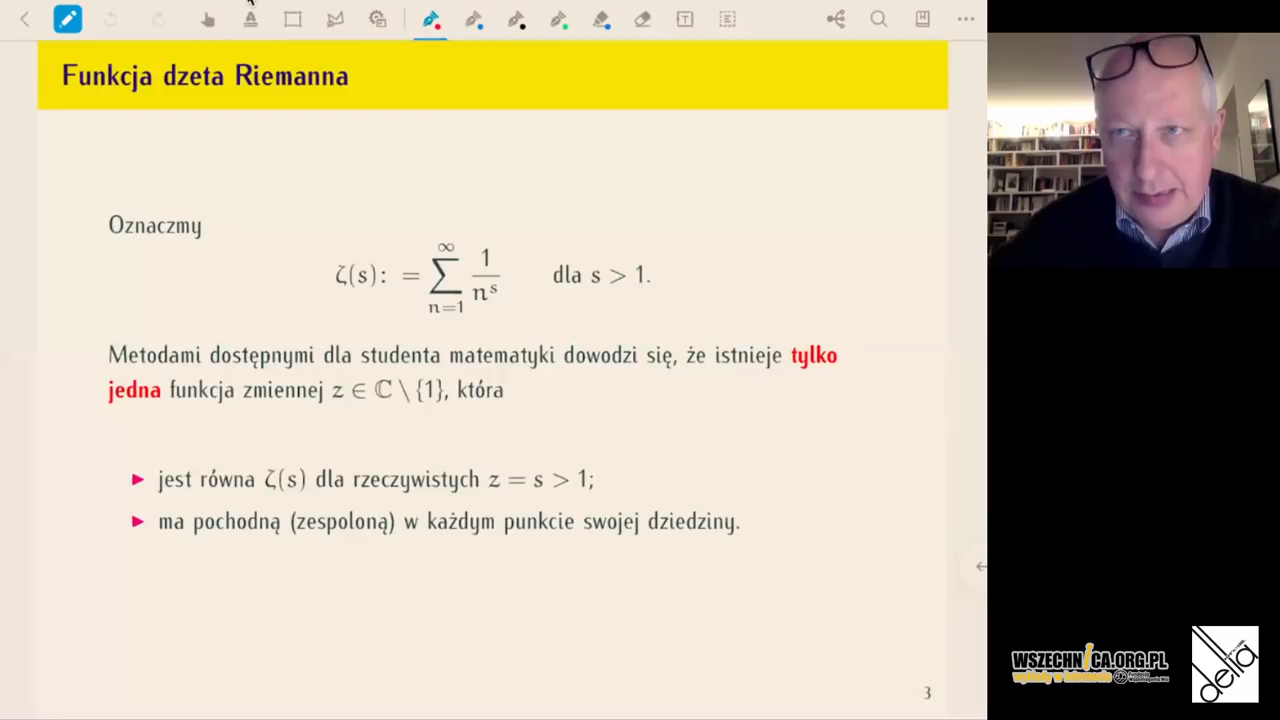 Funkcja dzeta Riemanna
Oznaczmy
ζ(s): = ∑_{n=1}^{∞} 1/n^s dla s > 1.
Metodami dostępnymi dla studenta matematyki dowodzi się, że istnieje tylko
jedna funkcja zmiennej z ∈ ℂ \ {1}, która
► jest równa ζ(s) dla rzeczywistych z = s > 1;
► ma pochodną (zespoloną) w każdym punkcie swojej dziedziny.
3
WSZECHNICA.ORG.PL
wykłady w internecie
delta